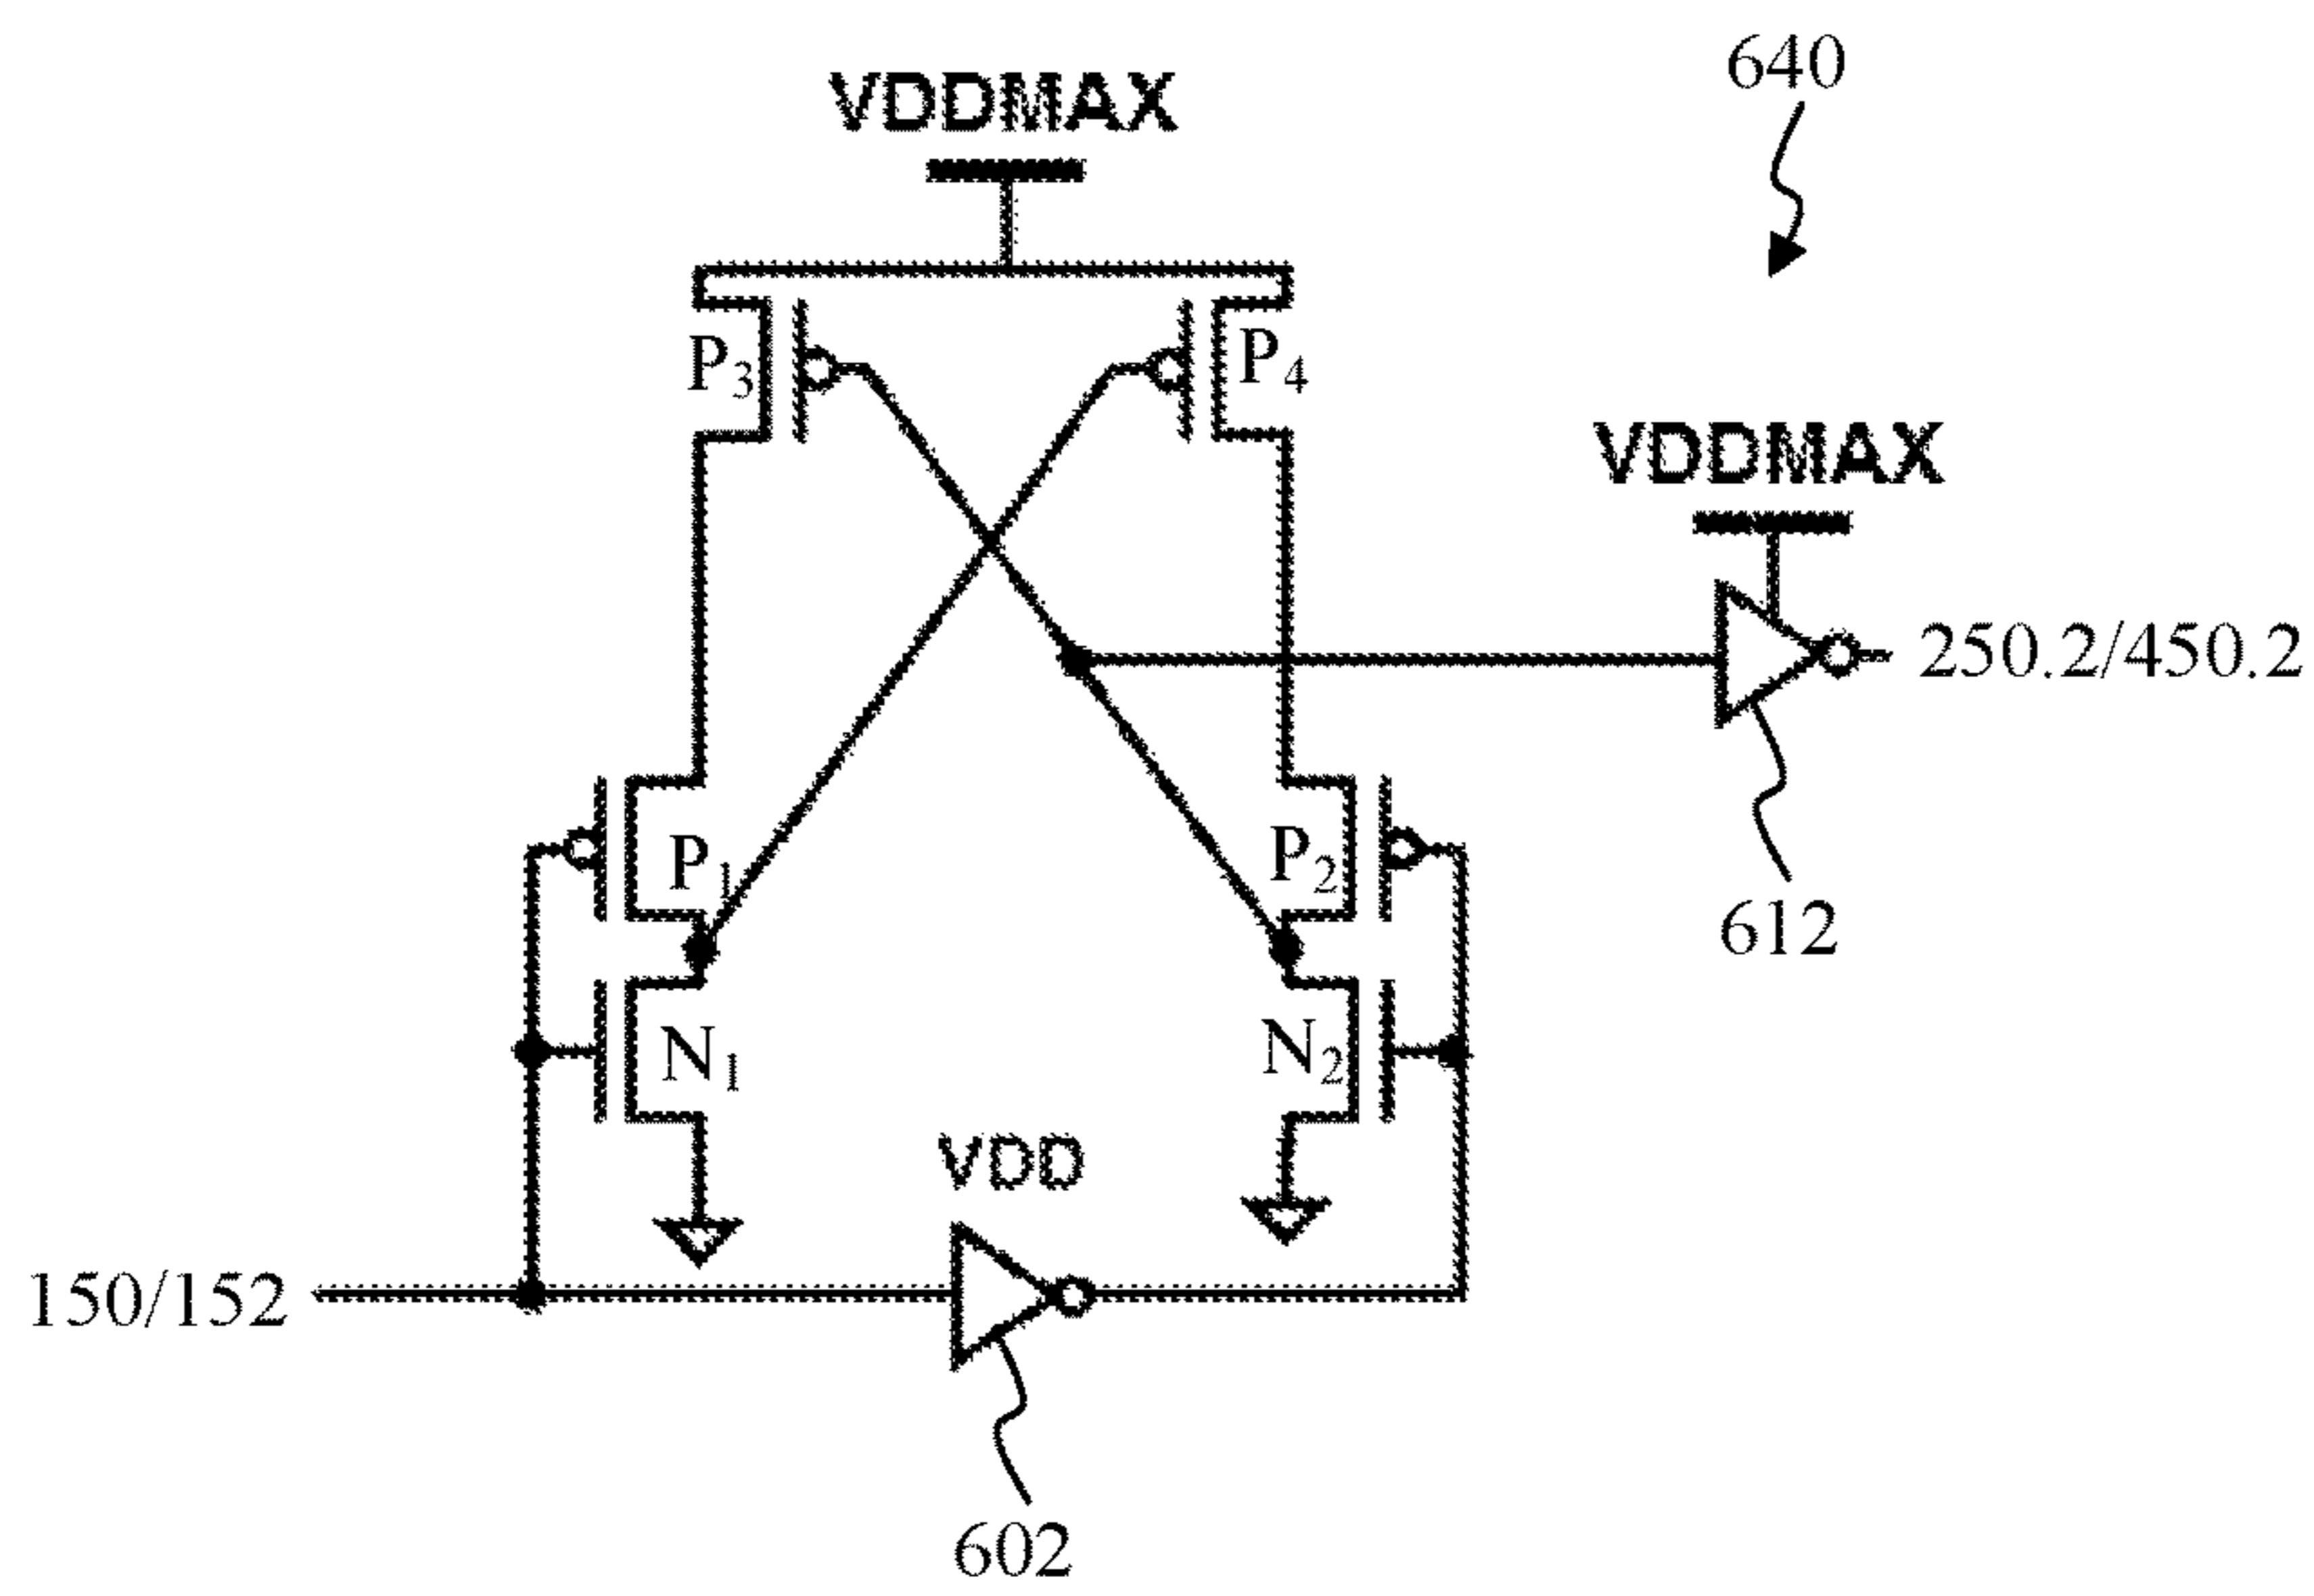 640
VDDMAX
P3
P4
VDDMAX
250.2/450.2
P1
P2
612
N1
N2
VDD
150/152
602